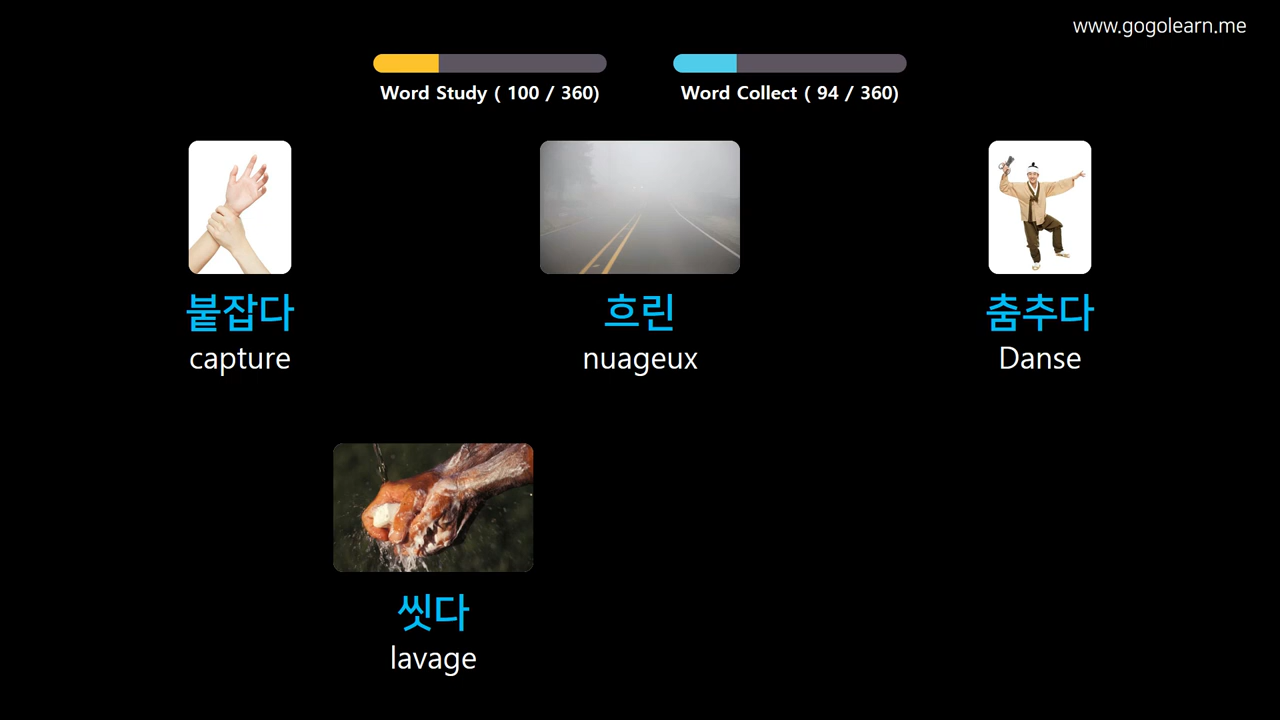 www.gogolearn.me
Word Study ( 100 / 360)
Word Collect ( 94 / 360)
붙잡다
capture
흐린
nuageux
춤추다
Danse
씻다
lavage